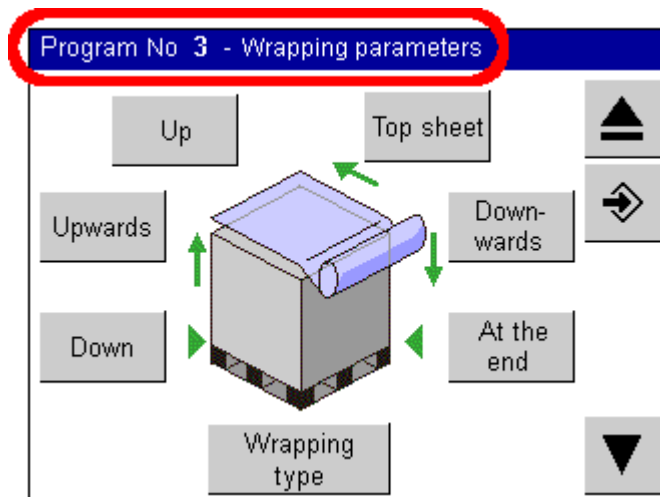 Program No 3 - Wrapping parameters
Up
Top sheet
Upwards
Down-
wards
Down
At the
end
Wrapping
type